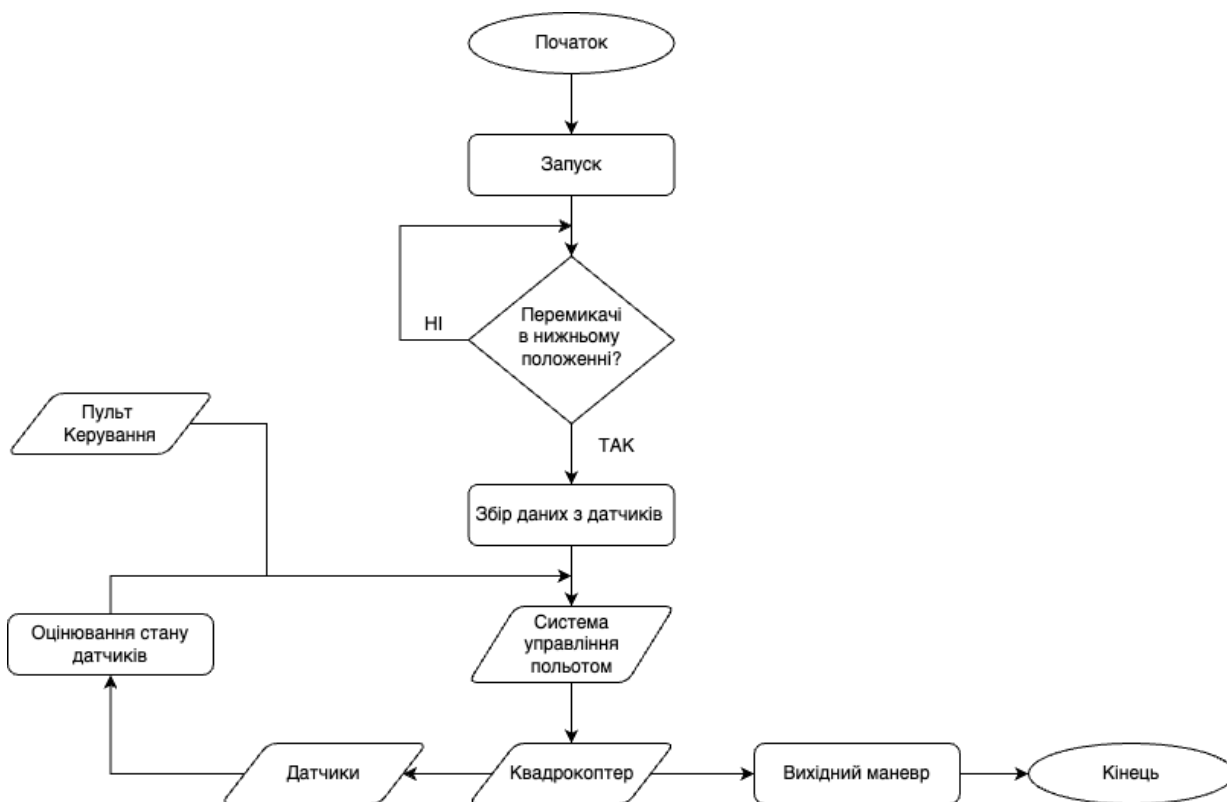 Початок
Запуск
Перемикачі
в нижньому
положенні?
НІ
Пульт
Керування
ТАК
Збір даних з датчиків
Оцінювання стану
датчиків
Система
управління
польотом
Датчики
Квадрокоптер
Вихідний маневр
Кінець